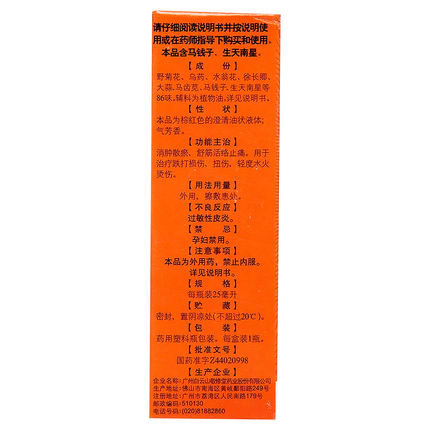 请仔细阅读说明书并按说明使
用或在药师指导下购买和使用。
本品含马钱子、生天南星。
【成 份】
野菊花、乌药、水翁花、徐长卿、
大蒜、马齿苋、马钱子、生天南星等
86味。辅料为植物油。详见说明书。
【性 状】
本品为棕红色的澄清油状液体;
气芳香。
【功能主治】
消肿散瘀、舒筋活络止痛。用于
治疗跌打损伤、扭伤、轻度水火
烫伤。
【用法用量】
外用,擦敷患处。
【不良反应】
过敏性皮炎。
【禁 忌】
孕妇禁用。
【注意事项】
本品为外用药,禁止内服。
详见说明书。
【规 格】
每瓶装25毫升
【贮 藏】
密封,置阴凉处(不超过20℃)。
【包 装】
药用塑料瓶包装。每盒装1瓶。
【批准文号】
国药准字Z44020998
【生产企业】
企业名称:广州白云山敬修堂药业股份有限公司
生产地址:佛山市南海区黄岐鄱阳路249号
注册地址:广州市荔湾区人民南路179号
邮政编码:510130
电话号码:(020)81882860